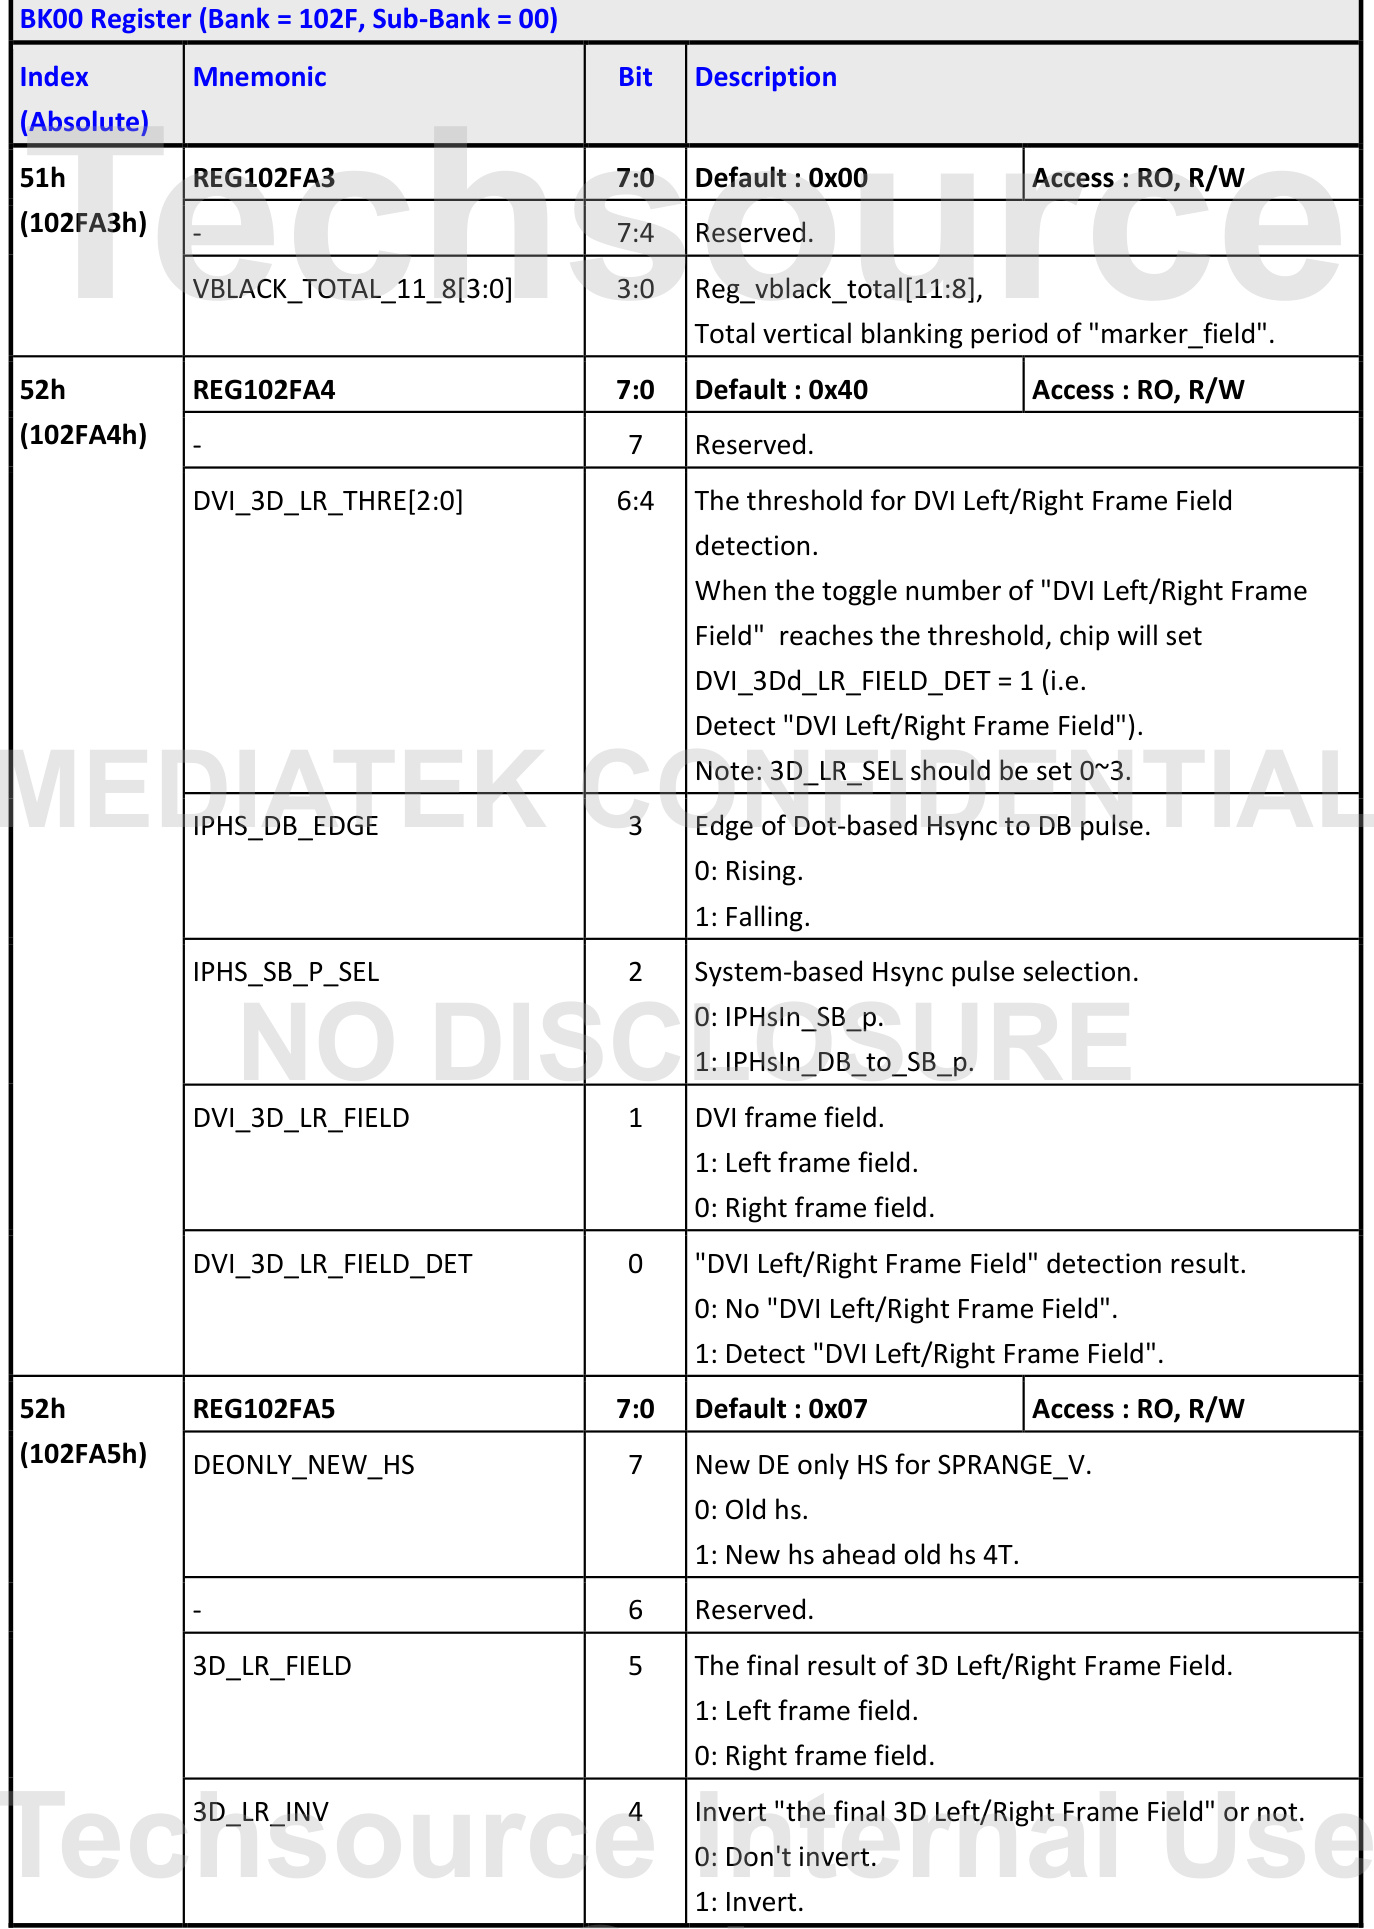 BK00 Register (Bank = 102F, Sub-Bank = 00)
Index (Absolute) Mnemonic Bit Description
51h (102FA3h) REG102FA3 7:0 Default : 0x00 Access : RO, R/W
- 7:4 Reserved.
VBLACK_TOTAL_11_8[3:0] 3:0 Reg_vblack_total[11:8],
Total vertical blanking period of "marker_field".
52h (102FA4h) REG102FA4 7:0 Default : 0x40 Access : RO, R/W
- 7 Reserved.
DVI_3D_LR_THRE[2:0] 6:4 The threshold for DVI Left/Right Frame Field
detection.
When the toggle number of "DVI Left/Right Frame
Field"  reaches the threshold, chip will set
DVI_3Dd_LR_FIELD_DET = 1 (i.e.
Detect "DVI Left/Right Frame Field").
Note: 3D_LR_SEL should be set 0~3.
IPHS_DB_EDGE 3 Edge of Dot-based Hsync to DB pulse.
0: Rising.
1: Falling.
IPHS_SB_P_SEL 2 System-based Hsync pulse selection.
0: IPHsIn_SB_p.
1: IPHsIn_DB_to_SB_p.
DVI_3D_LR_FIELD 1 DVI frame field.
1: Left frame field.
0: Right frame field.
DVI_3D_LR_FIELD_DET 0 "DVI Left/Right Frame Field" detection result.
0: No "DVI Left/Right Frame Field".
1: Detect "DVI Left/Right Frame Field".
52h (102FA5h) REG102FA5 7:0 Default : 0x07 Access : RO, R/W
DEONLY_NEW_HS 7 New DE only HS for SPRANGE_V.
0: Old hs.
1: New hs ahead old hs 4T.
- 6 Reserved.
3D_LR_FIELD 5 The final result of 3D Left/Right Frame Field.
1: Left frame field.
0: Right frame field.
3D_LR_INV 4 Invert "the final 3D Left/Right Frame Field" or not.
0: Don't invert.
1: Invert.
Techsource
MEDIATEK CONFIDENTIAL
NO DISCLOSURE
Techsource Internal Use